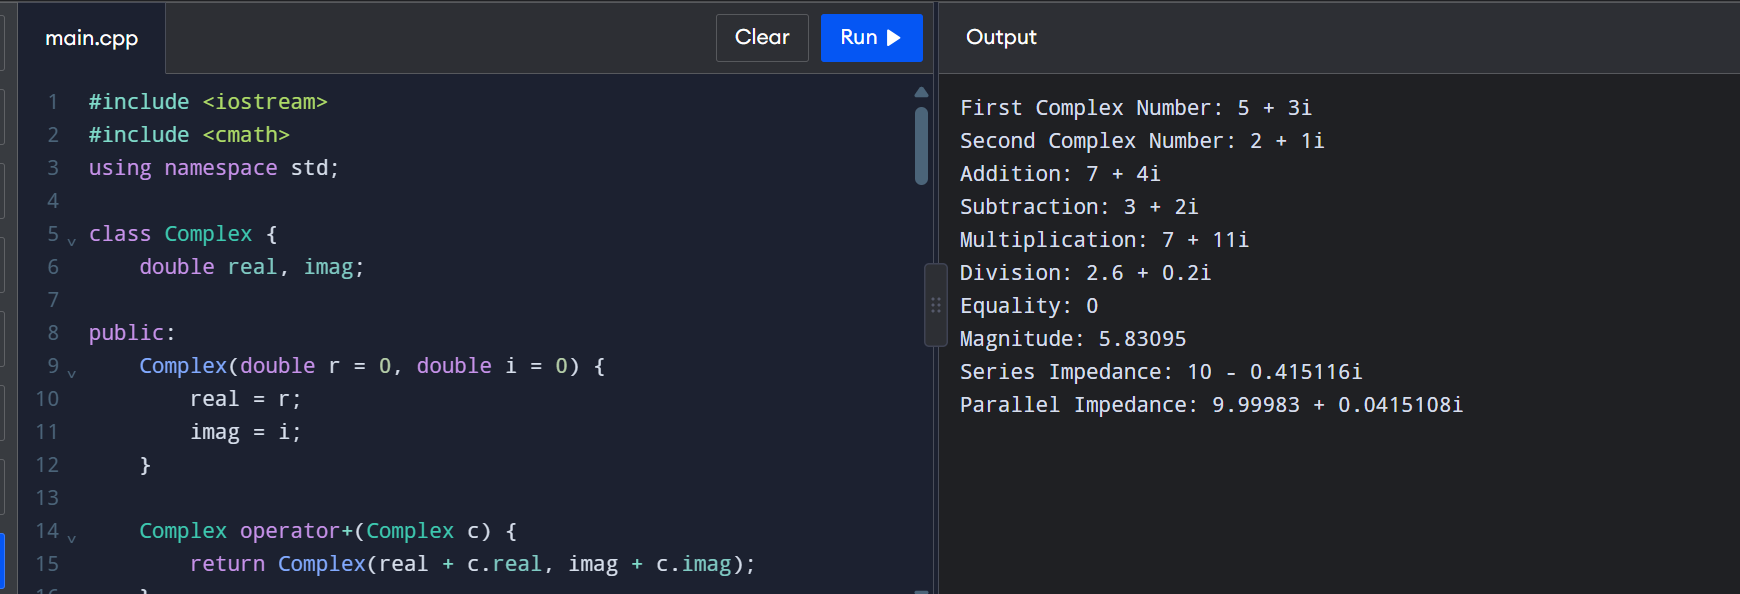 main.cpp
Clear
Run
1 #include <iostream>
2 #include <cmath>
3 using namespace std;
4
5 class Complex {
6     double real, imag;
7
8 public:
9     Complex(double r = 0, double i = 0) {
10         real = r;
11         imag = i;
12     }
13
14     Complex operator+(Complex c) {
15         return Complex(real + c.real, imag + c.imag);
16     }
Output
First Complex Number: 5 + 3i
Second Complex Number: 2 + 1i
Addition: 7 + 4i
Subtraction: 3 + 2i
Multiplication: 7 + 11i
Division: 2.6 + 0.2i
Equality: 0
Magnitude: 5.83095
Series Impedance: 10 - 0.415116i
Parallel Impedance: 9.99983 + 0.0415108i